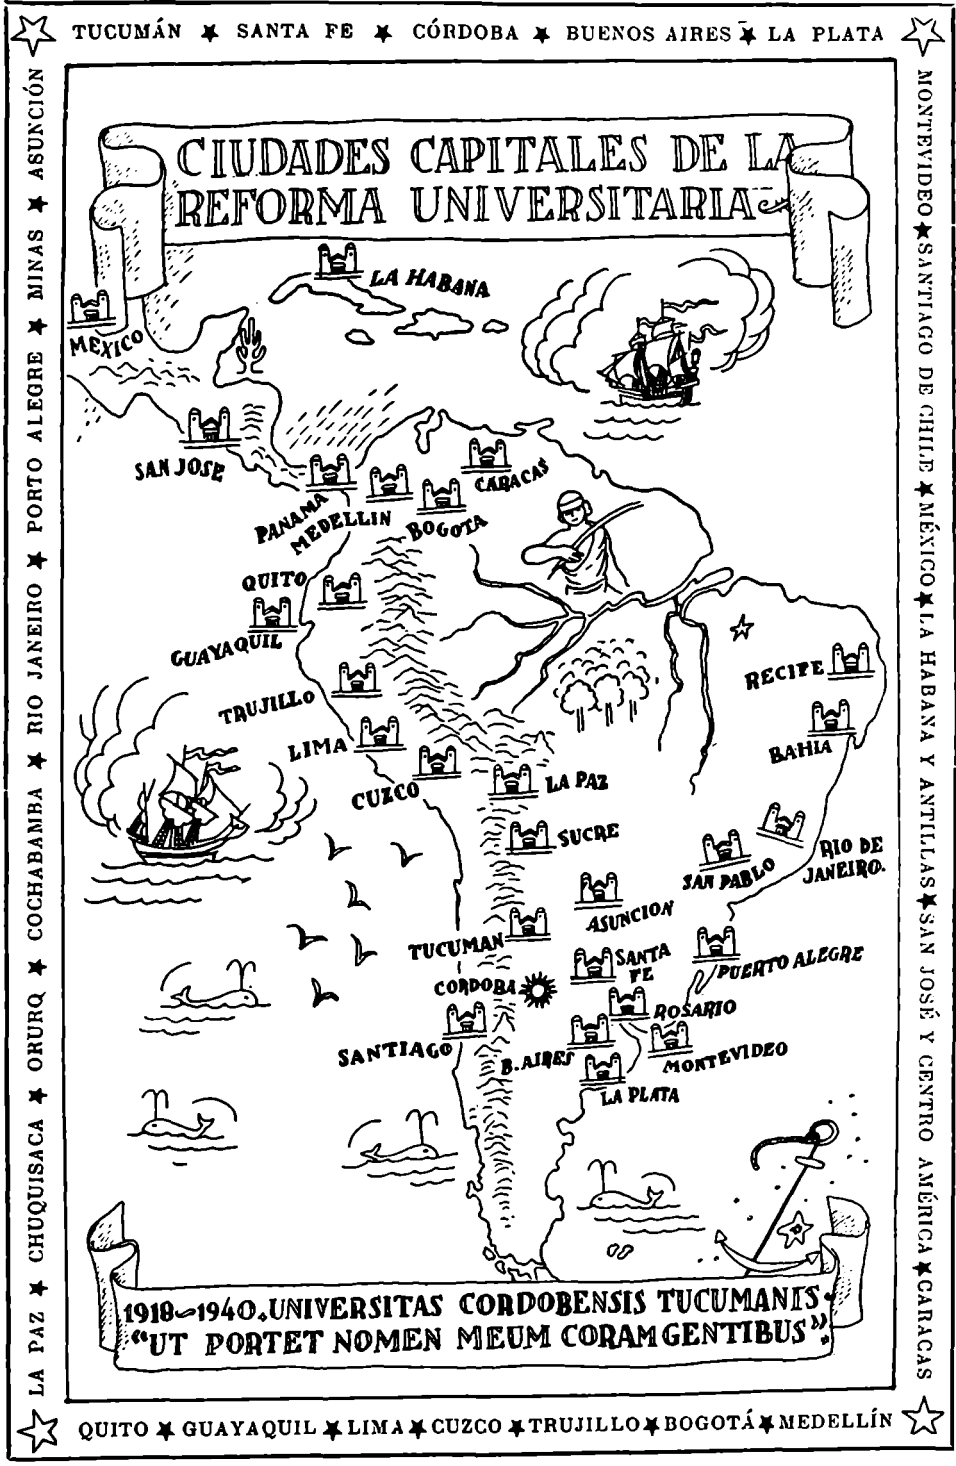 TUCUMÁN ★ SANTA FE ★ CÓRDOBA ★ BUENOS AIRES ★ LA PLATA
MONTEVIDEO ★ SANTIAGO DE CHILE ★ MÉXICO ★ LA HABANA Y ANTILLAS ★ SAN JOSÉ Y CENTRO AMÉRICA ★ CARACAS
LA PAZ ★ CHUQUISACA ★ ORURQ ★ COCHABAMBA ★ RIO JANEIRO ★ PORTO ALEGRE ★ MINAS ★ ASUNCIÓN
CIUDADES CAPITALES DE LA
REFORMA UNIVERSITARIA
LA HABANA
MEXICO
SAN JOSE
CARACAS
PANAMA
MEDELLIN
BOGOTA
QUITO
GUAYAQUIL
RECIFE
TRUJILLO
BAHIA
LIMA
CUZCO
LA PAZ
SUCRE
RIO DE
JANEIRO.
SAN PABLO
ASUNCION
TUCUMAN
SANTA
FE
PUERTO ALEGRE
CORDOBA
ROSARIO
SANTIAGO
B. AIRES
MONTEVIDEO
LA PLATA
1918~1940. UNIVERSITAS CORDOBENSIS TUCUMANIS.
"UT PORTET NOMEN MEUM CORAM GENTIBUS".
QUITO ★ GUAYAQUIL ★ LIMA ★ CUZCO ★ TRUJILLO ★ BOGOTÁ ★ MEDELLÍN